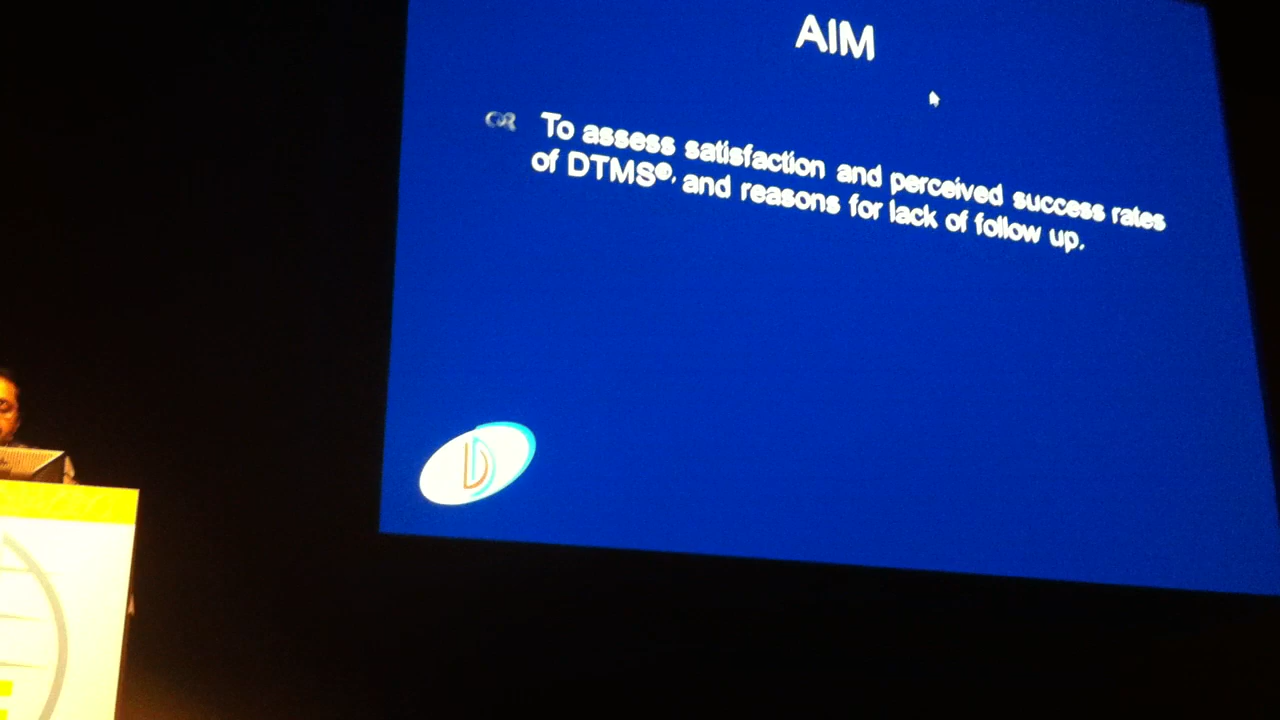 AIM
To assess satisfaction and perceived success rates
of DTMS®, and reasons for lack of follow up.
D